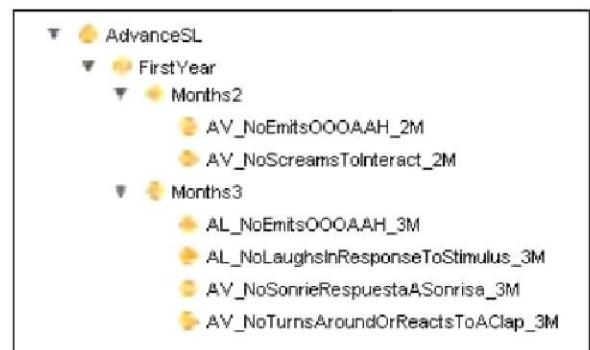 AdvanceSL
FirstYear
Months2
AV_NoEmitsOOOAAH_2M
AV_NoScreamsToInteract_2M
Months3
AL_NoEmitsOOOAAH_3M
AL_NoLaughsInResponseToStimulus_3M
AV_NoSonrieRespuestaASonrisa_3M
AV_NoTurnsAroundOrReactsToAClap_3M